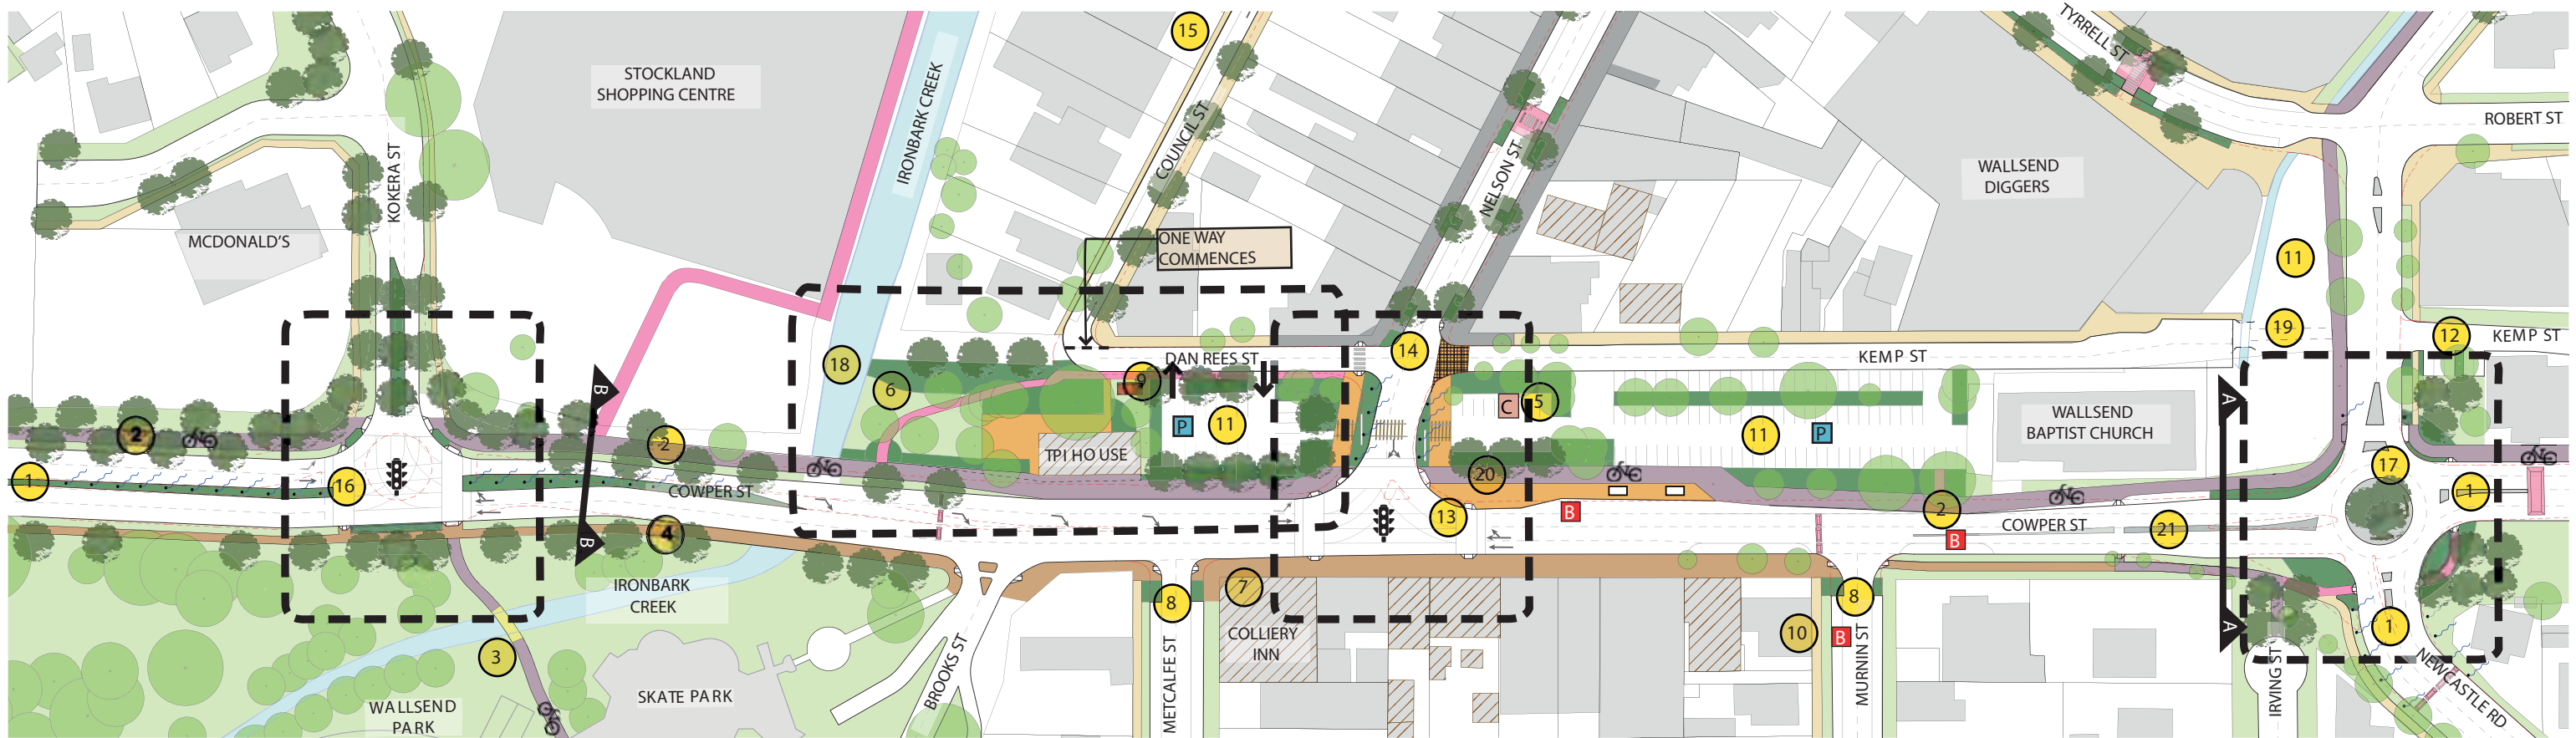 15
TYRRELL ST
STOCKLAND
SHOPPING CENTRE
IRONBARK CREEK
COUNCIL ST
NELSON ST
ROBERT ST
WALLSEND
DIGGERS
KOKERA ST
MCDONALD'S
ONE WAY
COMMENCES
11
19
12
KEMP ST
18
DAN REES ST
14
KEMP ST
6
9
C
5
B
A
P
11
11
P
WALLSEND
BAPTIST CHURCH
2
2
TPI HOUSE
17
1
16
COWPER ST
20
13
B
2
1
COWPER ST
21
4
B
B
IRONBARK
CREEK
7
8
8
3
COLLIERY
INN
10
B
A
1
WALLSEND
PARK
SKATE PARK
BROOKS ST
METCALFE ST
MURNIN ST
IRVING ST
NEWCASTLE RD